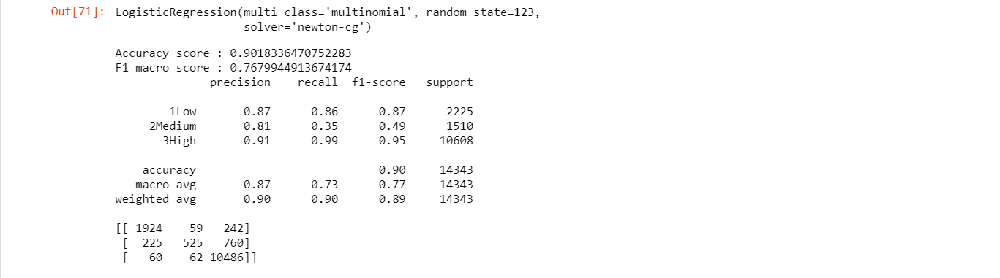 Out[71]: LogisticRegression(multi_class='multinomial', random_state=123,
solver='newton-cg')
Accuracy score : 0.9018336470752283
F1 macro score : 0.7679944913674174
precision recall f1-score support
1Low 0.87 0.86 0.87 2225
2Medium 0.81 0.35 0.49 1510
3High 0.91 0.99 0.95 10608
accuracy 0.90 14343
macro avg 0.87 0.73 0.77 14343
weighted avg 0.90 0.90 0.89 14343
[[ 1924 59 242]
[ 225 525 760]
[ 60 62 10486]]